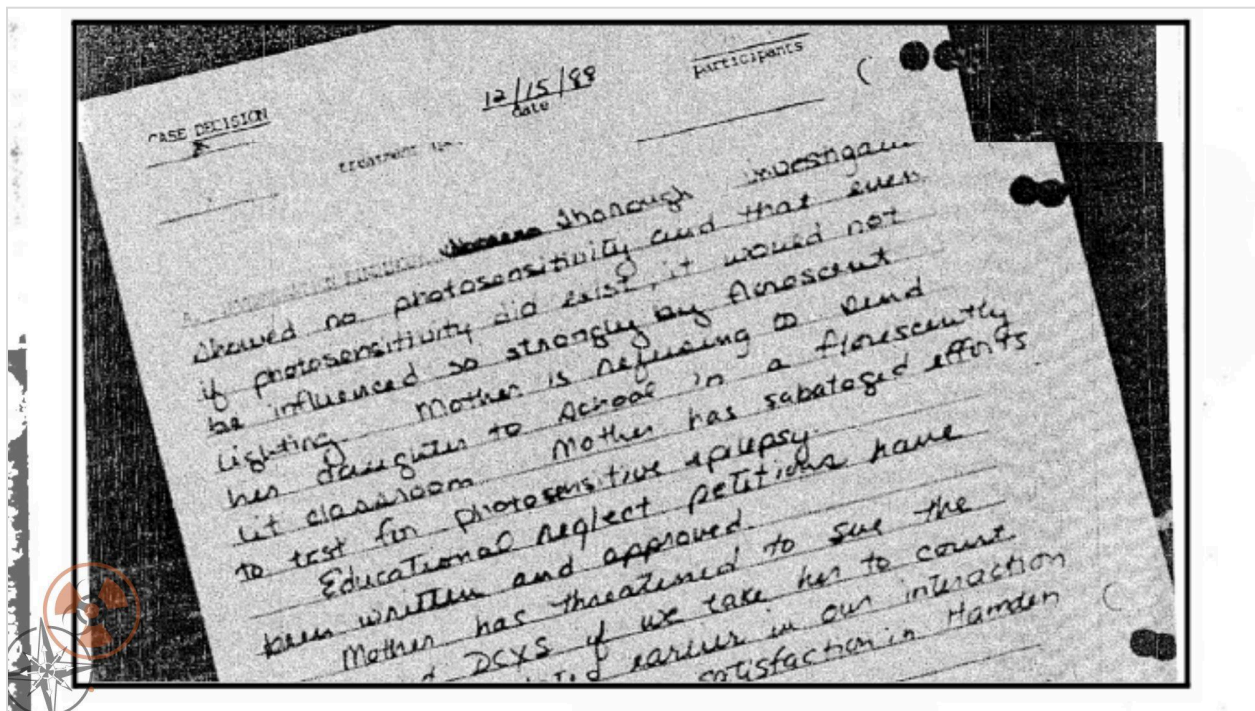 CASE DECISION
12/15/88
date
participants
treatment
Thorough
showed no photosensitivity and that even
if photosensitivity did exist, it would not
be influenced so strongly by florescent
lighting. Mother is refusing to send
her daughter to school in a florescently
lit classroom. Mother has sabataged efforts
to test for photosensitive epilepsy.
Educational neglect petitions have
been written and approved.
Mother has threatened to sue the
DCYS if we take her to court.
earlier in our interaction
satisfaction in Hamden